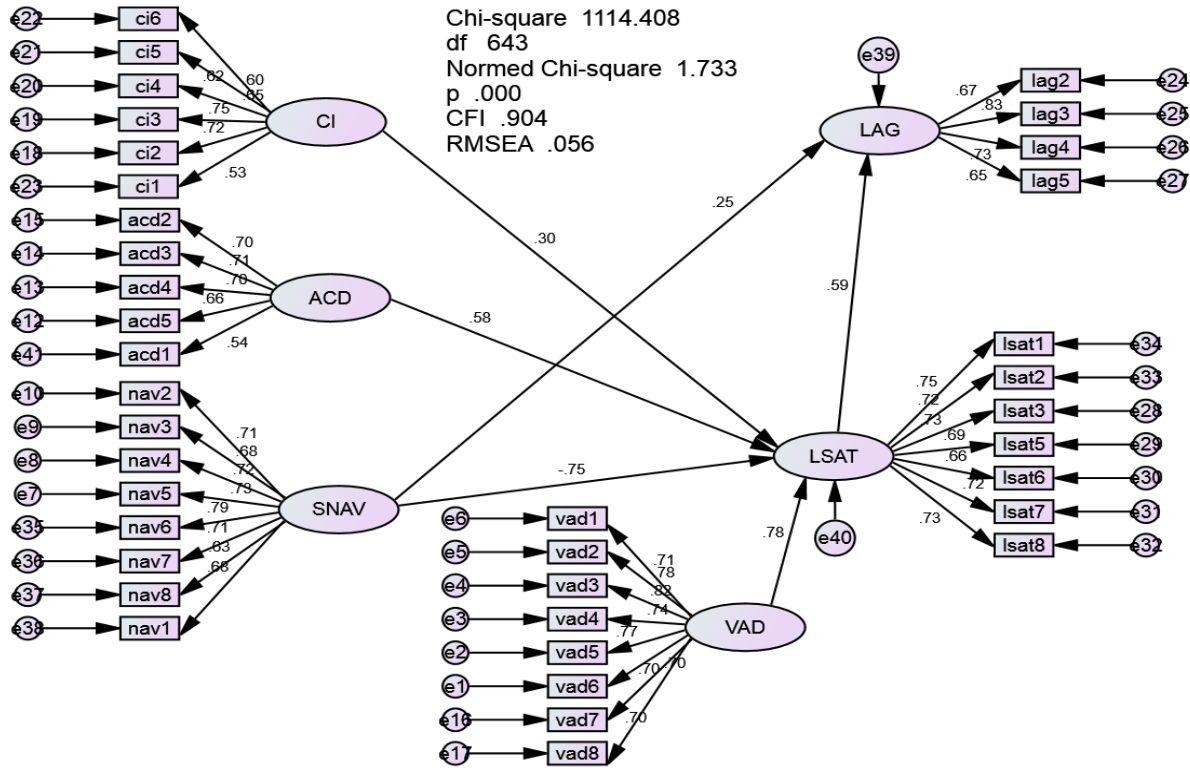 Chi-square 1114.408
df 643
Normed Chi-square 1.733
p .000
CFI .904
RMSEA .056
e22 ci6
e21 ci5
e20 ci4
e19 ci3
e18 ci2
e23 ci1
.60
.62
.65
.75
.72
.53
CI
e15 acd2
e14 acd3
e13 acd4
e12 acd5
e41 acd1
.70
.71
.70
.66
.54
ACD
e10 nav2
e9 nav3
e8 nav4
e7 nav5
e35 nav6
e36 nav7
e37 nav8
e38 nav1
.71
.68
.72
.73
.79
.71
.63
.68
SNAV
e6 vad1
e5 vad2
e4 vad3
e3 vad4
e2 vad5
e1 vad6
e16 vad7
e17 vad8
.71
.78
.82
.74
.77
.70
.70
.70
VAD
.30
.58
.25
-.75
.78
.59
e39
LAG
.67
.83
.73
.65
lag2 e24
lag3 e25
lag4 e26
lag5 e27
LSAT
e40
.75
.72
.73
.69
.66
.72
.73
lsat1 e34
lsat2 e33
lsat3 e28
lsat5 e29
lsat6 e30
lsat7 e31
lsat8 e32